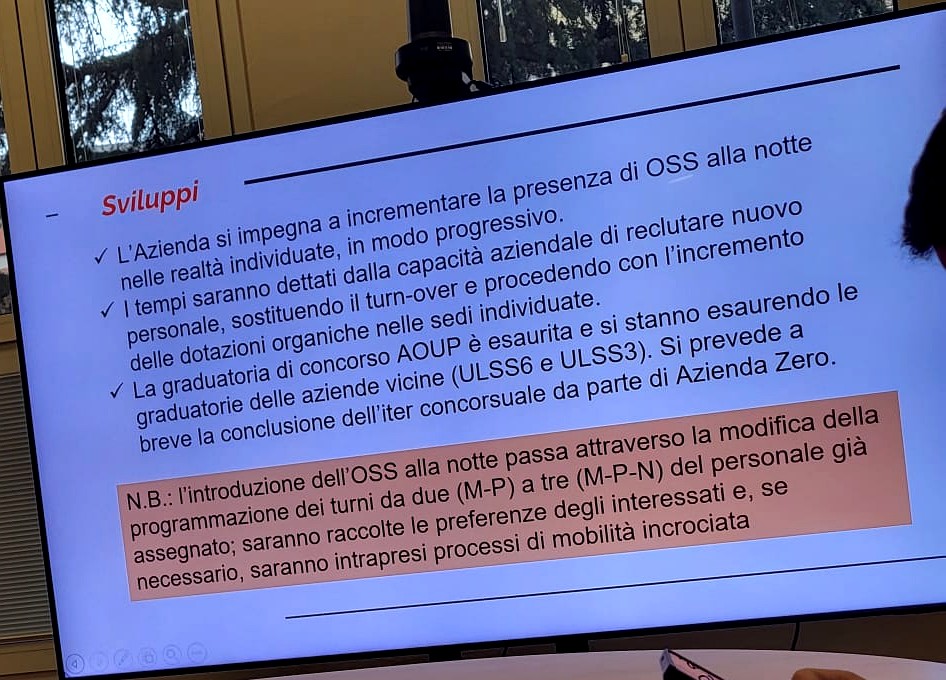 Sviluppi
✓ L'Azienda si impegna a incrementare la presenza di OSS alla notte
nelle realtà individuate, in modo progressivo.
✓ I tempi saranno dettati dalla capacità aziendale di reclutare nuovo
personale, sostituendo il turn-over e procedendo con l'incremento
delle dotazioni organiche nelle sedi individuate.
✓ La graduatoria di concorso AOUP è esaurita e si stanno esaurendo le
graduatorie delle aziende vicine (ULSS6 e ULSS3). Si prevede a
breve la conclusione dell'iter concorsuale da parte di Azienda Zero.
N.B.: l'introduzione dell'OSS alla notte passa attraverso la modifica della
programmazione dei turni da due (M-P) a tre (M-P-N) del personale già
assegnato; saranno raccolte le preferenze degli interessati e, se
necessario, saranno intrapresi processi di mobilità incrociata